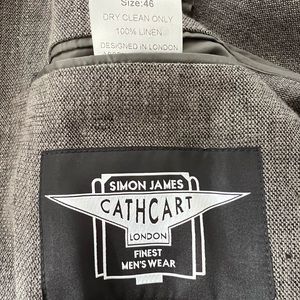 Size:46
DRY CLEAN ONLY
100% LINEN
DESIGNED IN LONDON
SIMON JAMES
CATHCART
LONDON
FINEST
MEN'S WEAR